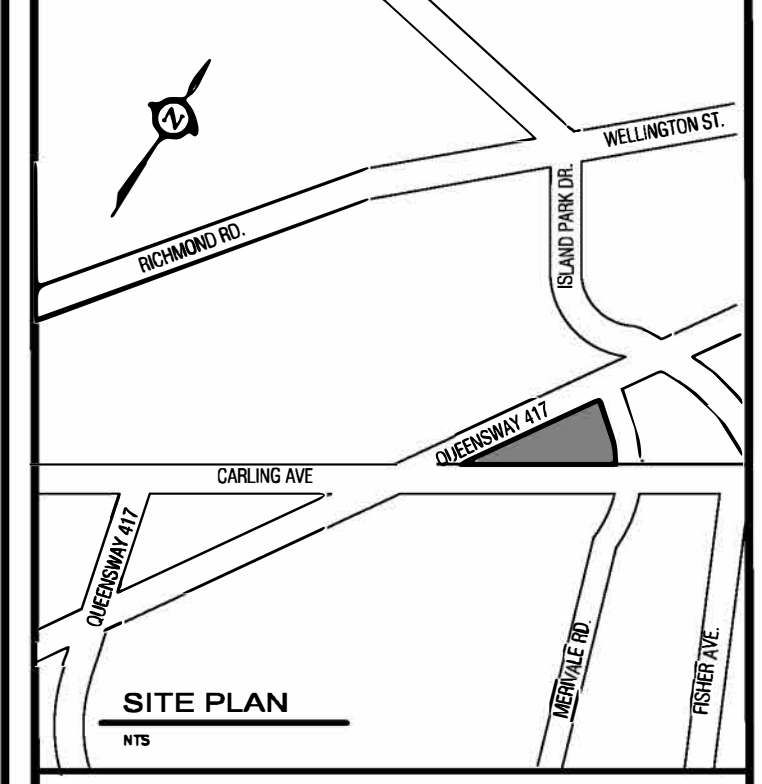 WELLINGTON ST.
ISLAND PARK DR.
N
RICHMOND RD.
QUEENSWAY 417
CARLING AVE
QUEENSWAY 417
MERIVALE RD.
FISHER AVE.
SITE PLAN
NTS